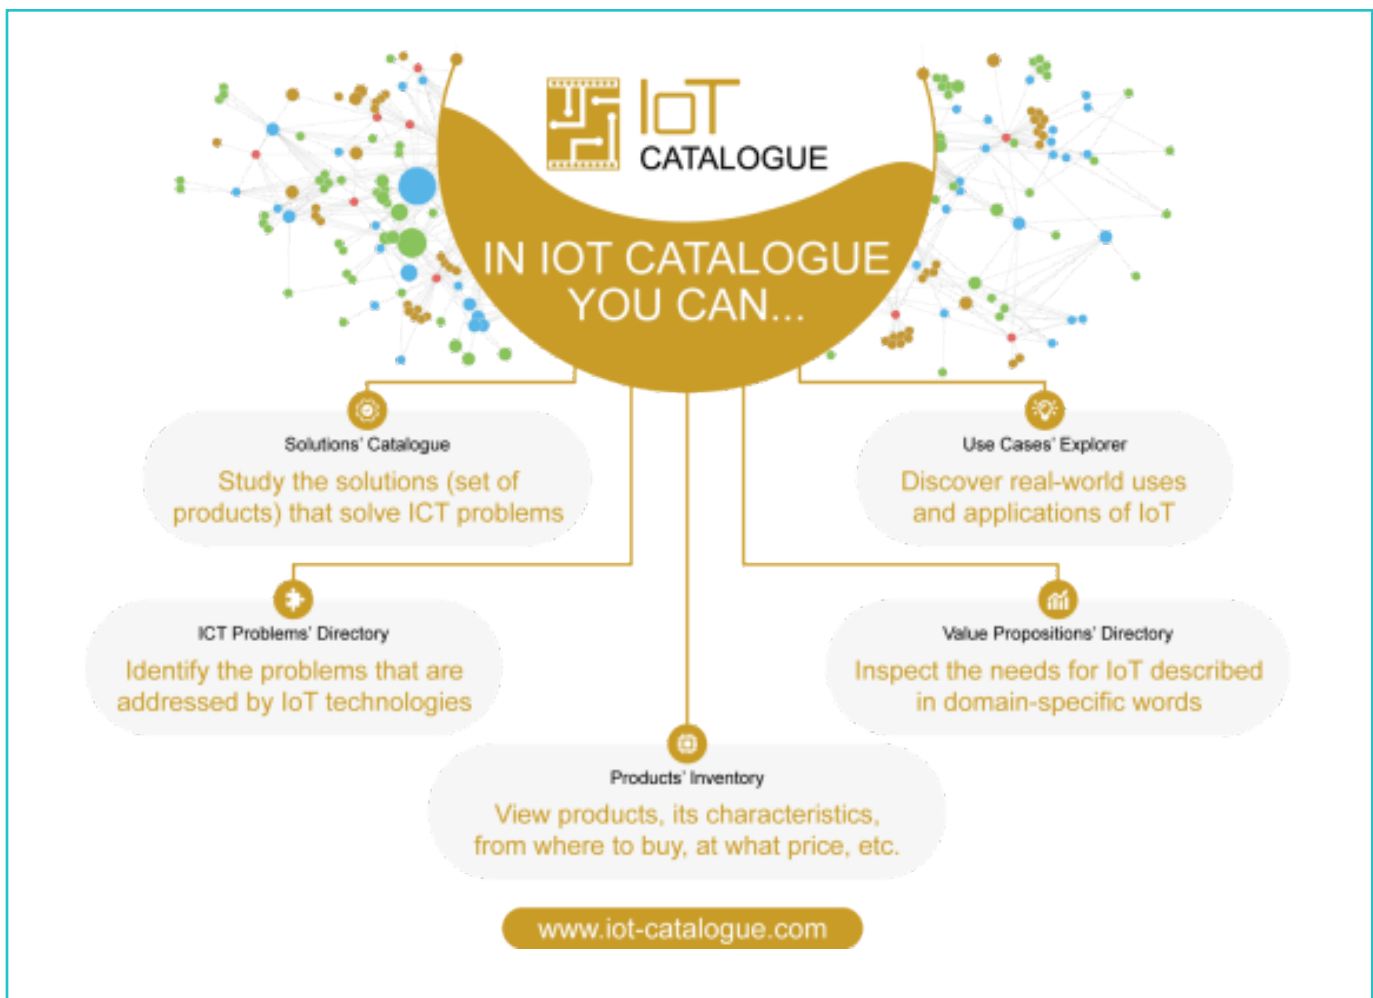 IoT
CATALOGUE
IN IOT CATALOGUE
YOU CAN...
Solutions' Catalogue
Study the solutions (set of
products) that solve ICT problems
Use Cases' Explorer
Discover real-world uses
and applications of IoT
ICT Problems' Directory
Identify the problems that are
addressed by IoT technologies
Value Propositions' Directory
Inspect the needs for IoT described
in domain-specific words
Products' Inventory
View products, its characteristics,
from where to buy, at what price, etc.
www.iot-catalogue.com